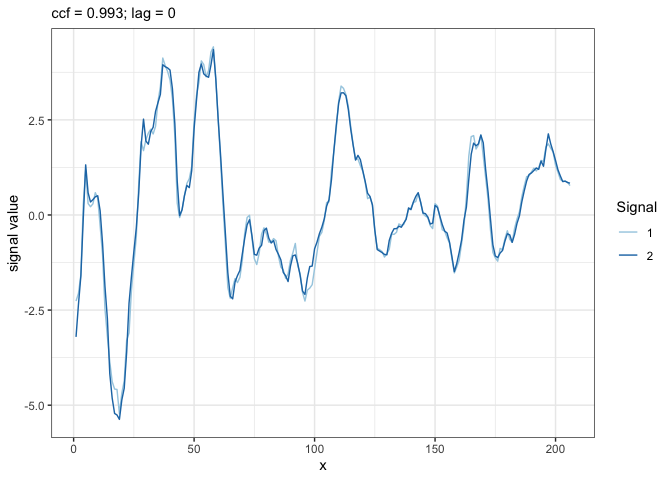 ccf = 0.993; lag = 0
2.5
0.0
-2.5
-5.0
signal value
0
50
100
150
200
x
Signal
1
2